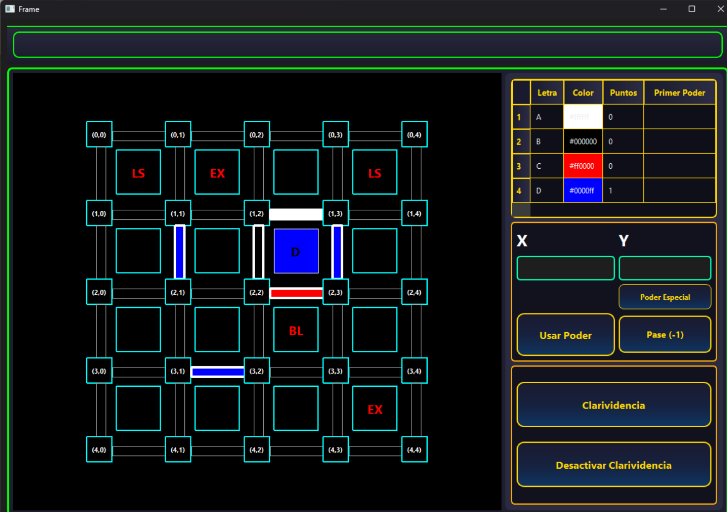 Frame
Letra Color Puntos Primer Poder
1 A 0
2 B #000000 0
3 C #ff0000 0
4 D #0000ff 1
(0,0) (0,1) (0,2) (0,3) (0,4)
LS EX LS
(1,0) (1,1) (1,2) (1,3) (1,4)
D
(2,0) (2,1) (2,2) (2,3) (2,4)
BL
(3,0) (3,1) (3,2) (3,3) (3,4)
EX
(4,0) (4,1) (4,2) (4,3) (4,4)
X Y
Poder Especial
Usar Poder Pase (-1)
Clarividencia
Desactivar Clarividencia